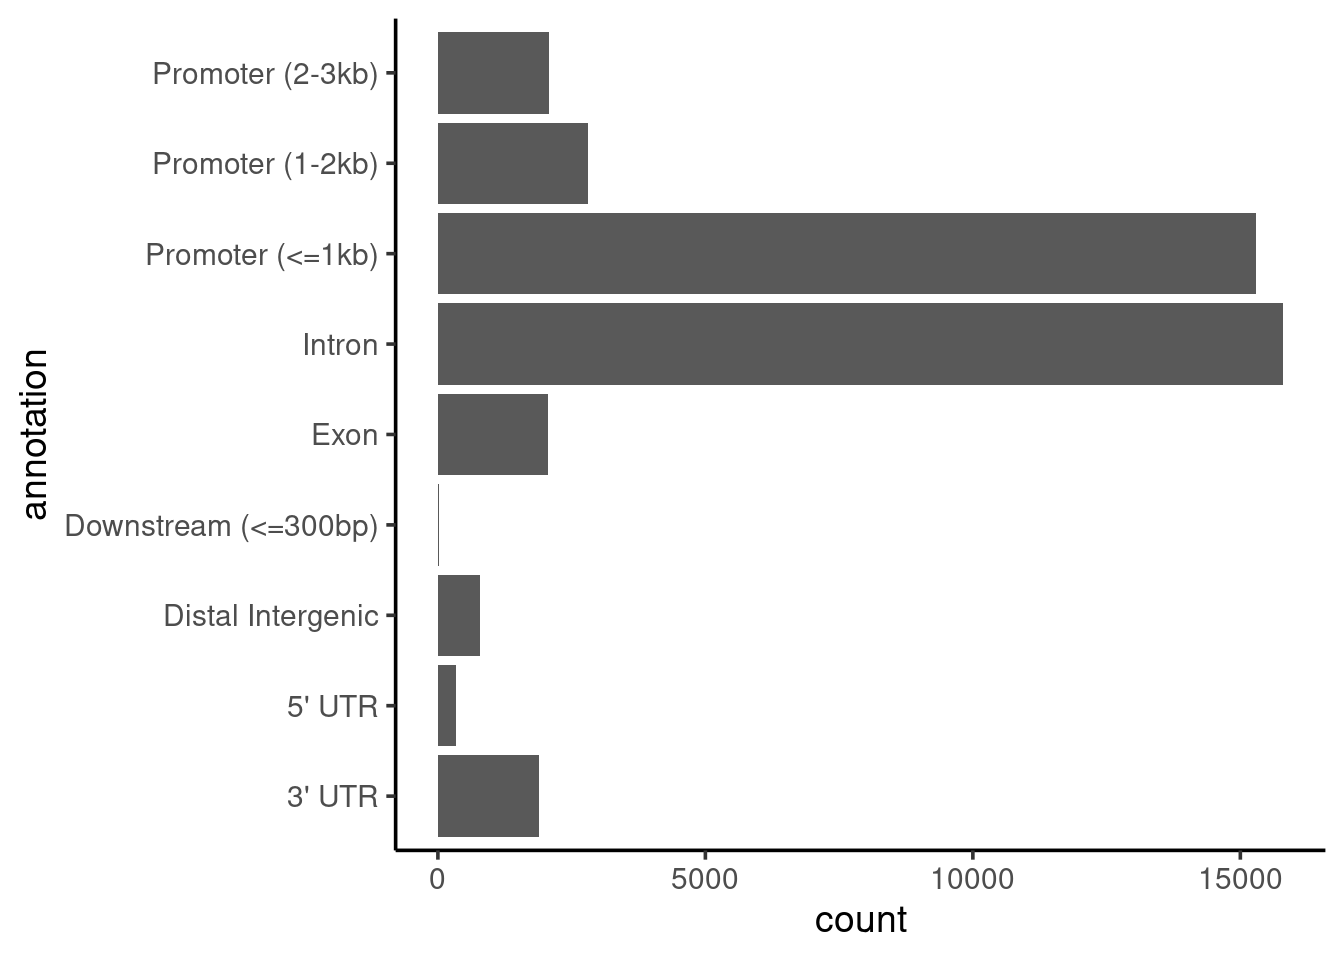 Promoter (2-3kb)
Promoter (1-2kb)
Promoter (<=1kb)
Intron
Exon
Downstream (<=300bp)
Distal Intergenic
5' UTR
3' UTR
annotation
0 5000 10000 15000
count